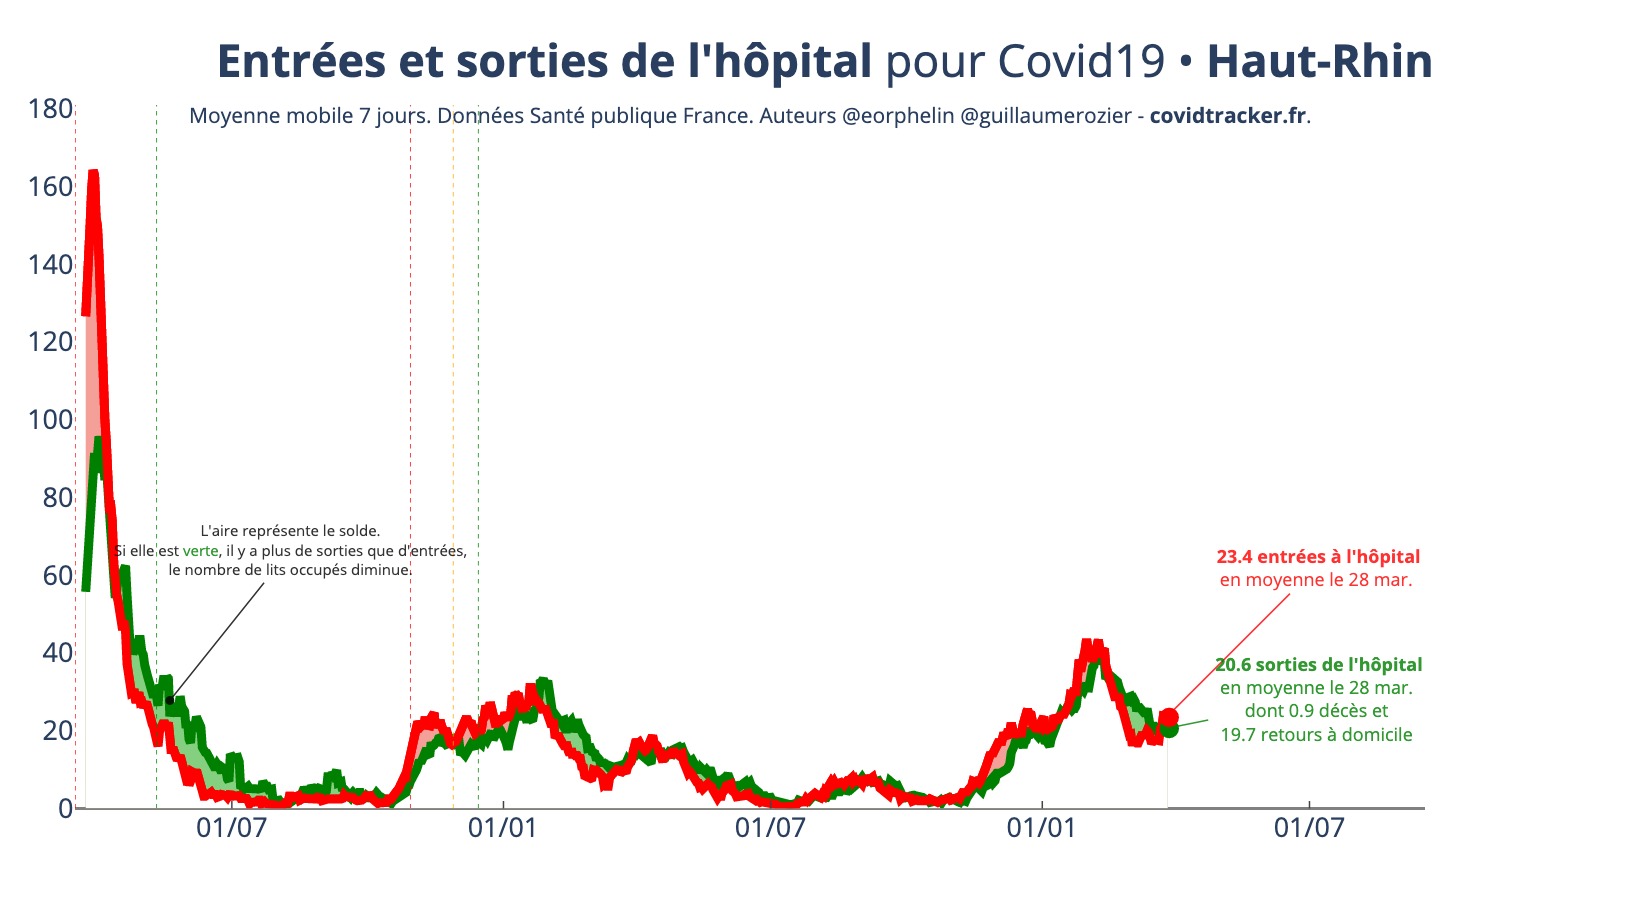 Entrées et sorties de l'hôpital pour Covid19 • Haut-Rhin
Moyenne mobile 7 jours. Données Santé publique France. Auteurs @eorphelin @guillaumerozier - covidtracker.fr.
180
160
140
120
100
80
60
40
20
0
L'aire représente le solde.
Si elle est verte, il y a plus de sorties que d'entrées,
le nombre de lits occupés diminue.
23.4 entrées à l'hôpital
en moyenne le 28 mar.
20.6 sorties de l'hôpital
en moyenne le 28 mar.
dont 0.9 décès et
19.7 retours à domicile
01/07
01/01
01/07
01/01
01/07